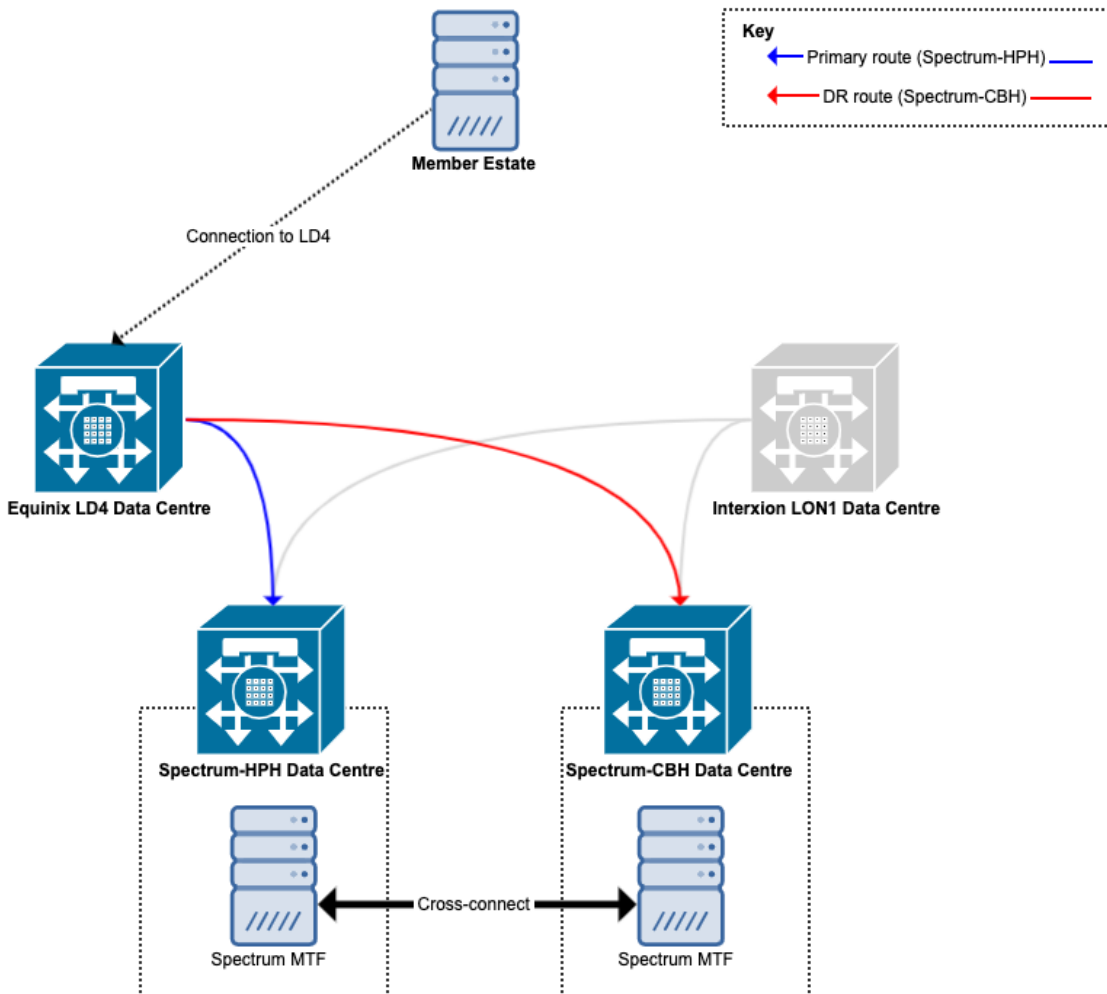 Key
Primary route (Spectrum-HPH)
DR route (Spectrum-CBH)
Member Estate
Connection to LD4
Equinix LD4 Data Centre
Interxion LON1 Data Centre
Spectrum-HPH Data Centre
Spectrum-CBH Data Centre
Cross-connect
Spectrum MTF
Spectrum MTF